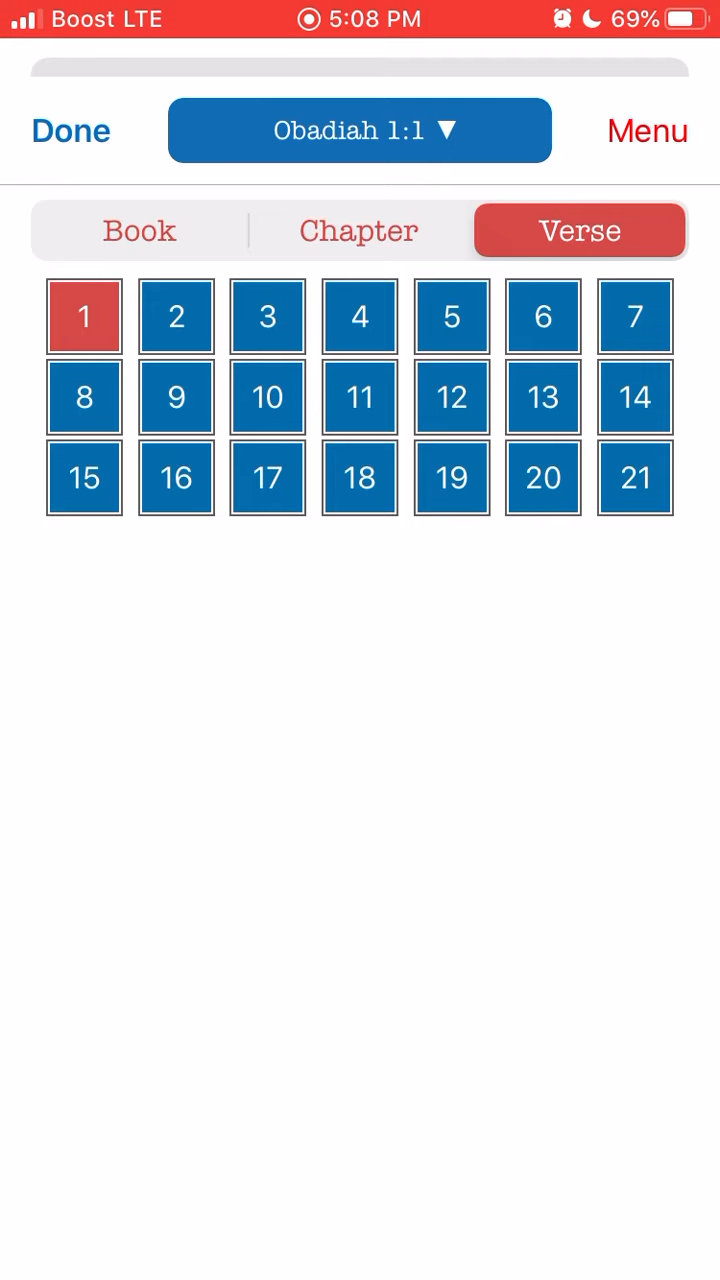 Boost LTE 5:08 PM 69%
Done Obadiah 1:1 ▼ Menu
Book Chapter Verse
1 2 3 4 5 6 7
8 9 10 11 12 13 14
15 16 17 18 19 20 21